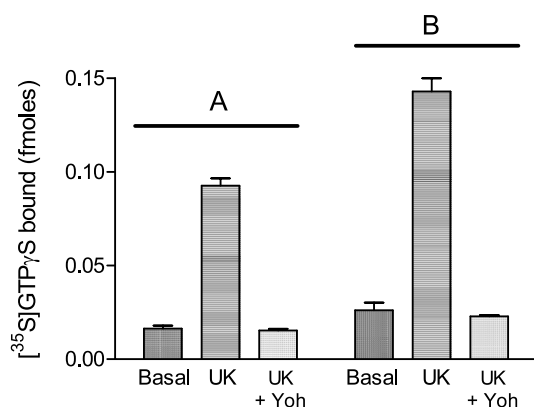 B
0.15
A
0.10
0.05
0.00
[³⁵S]GTPγS bound (fmoles)
Basal UK UK + Yoh Basal UK UK + Yoh